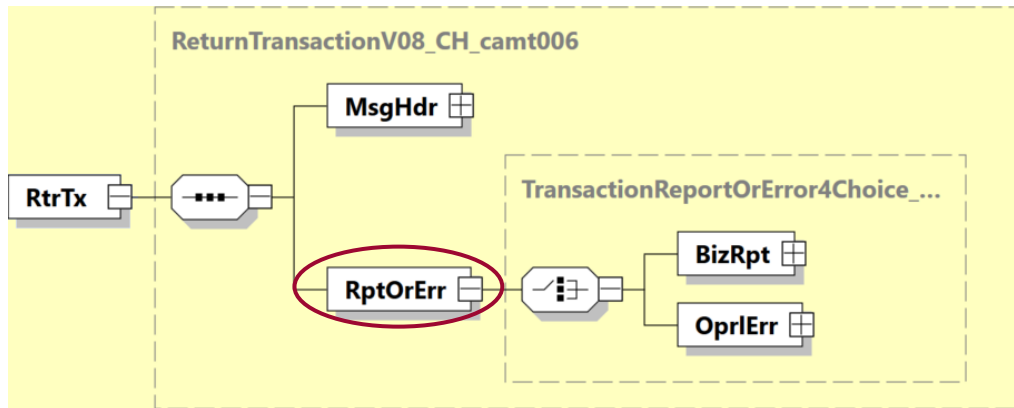 ReturnTransactionV08_CH_camt006
MsgHdr
RtrTx
TransactionReportOrError4Choice_...
BizRpt
RptOrErr
OprlErr